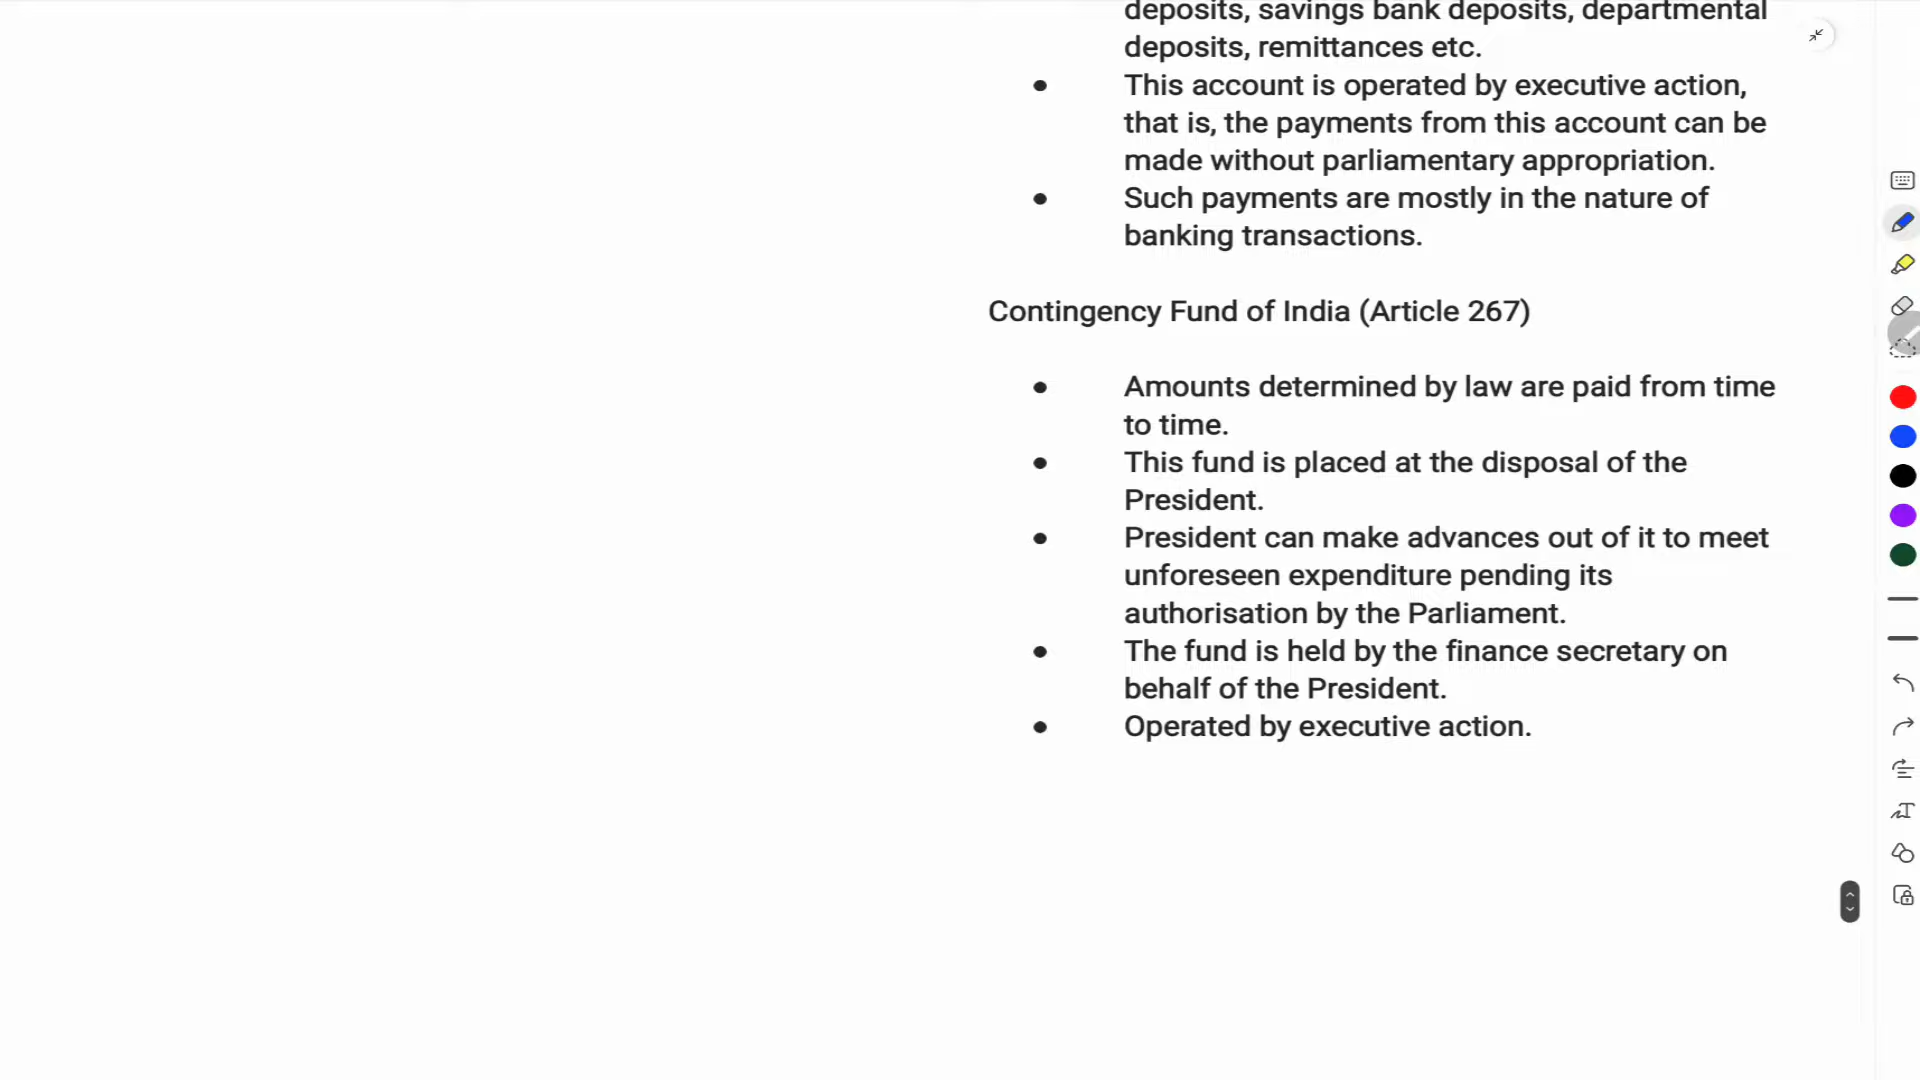 deposits, savings bank deposits, departmental
deposits, remittances etc.
• This account is operated by executive action,
that is, the payments from this account can be
made without parliamentary appropriation.
• Such payments are mostly in the nature of
banking transactions.
Contingency Fund of India (Article 267)
• Amounts determined by law are paid from time
to time.
• This fund is placed at the disposal of the
President.
• President can make advances out of it to meet
unforeseen expenditure pending its
authorisation by the Parliament.
• The fund is held by the finance secretary on
behalf of the President.
• Operated by executive action.